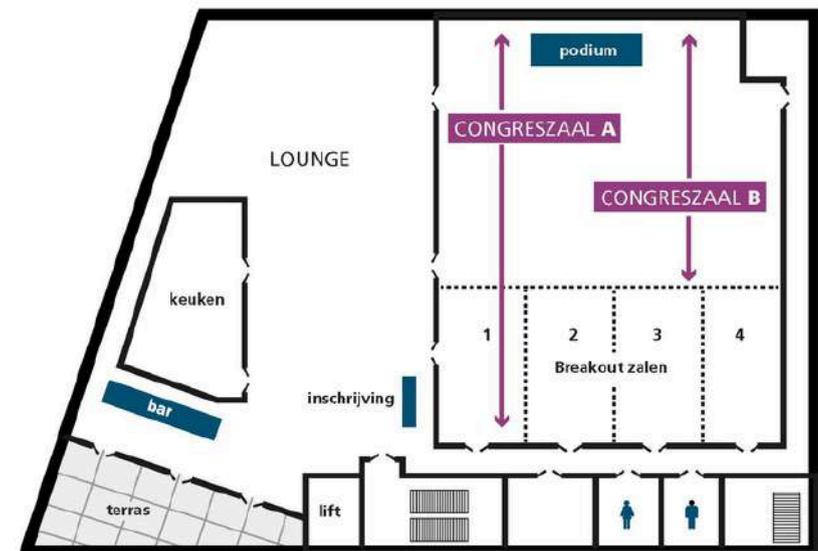 podium
CONGRESZAAL A
LOUNGE
CONGRESZAAL B
keuken
1
2
3
4
Breakout zalen
inschrijving
bar
terras
lift